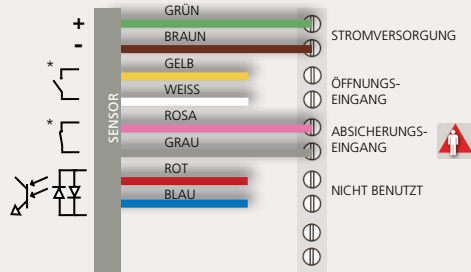 GRÜN
+
STROMVERSORGUNG
BRAUN
-
GELB
*
WEISS
ÖFFNUNGS-
EINGANG
SENSOR
ROSA
*
ABSICHERUNGS-
EINGANG
GRAU
ROT
NICHT BENUTZT
BLAU